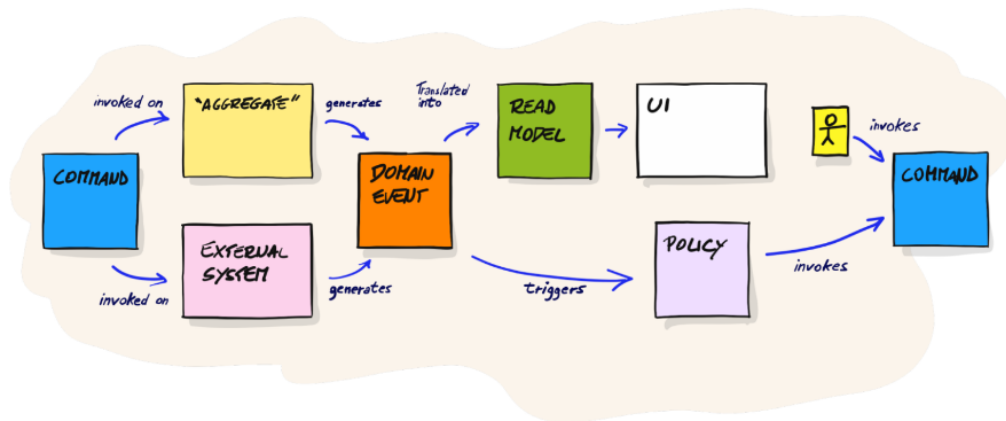 invoked on
"AGGREGATE"
generates
Translated
into
READ
MODEL
UI
invokes
COMMAND
DOMAIN
EVENT
COMMAND
EXTERNAL
SYSTEM
POLICY
invoked on
generates
triggers
invokes